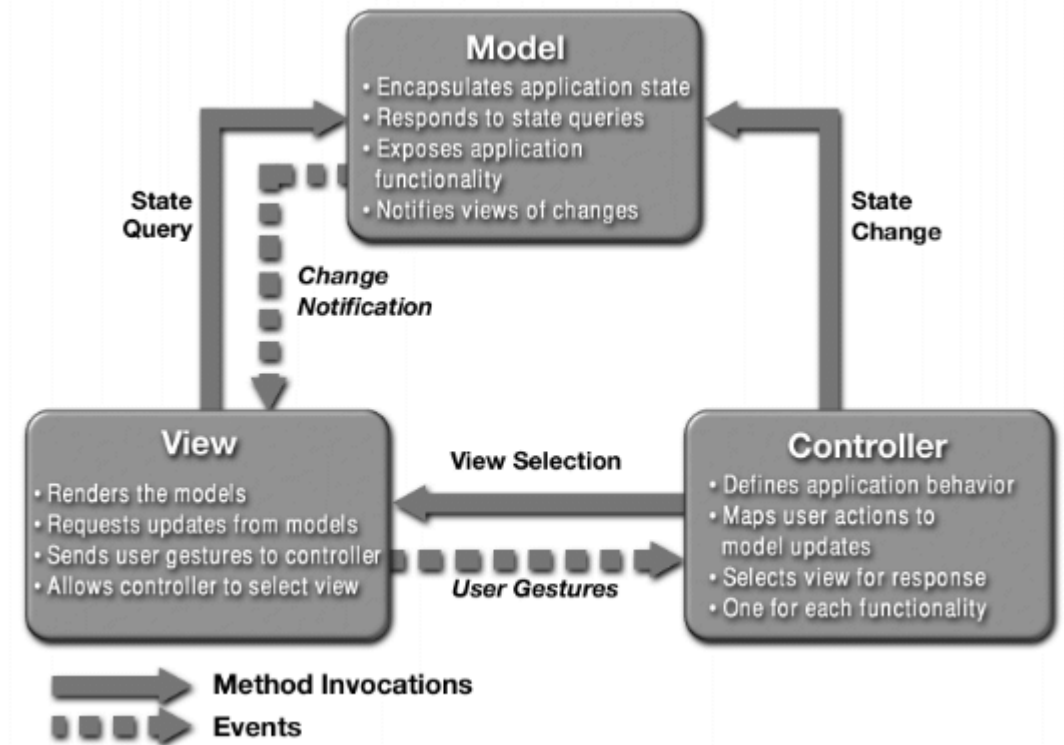 Model
• Encapsulates application state
• Responds to state queries
• Exposes application
functionality
• Notifies views of changes
State
Query
State
Change
Change
Notification
View
• Renders the models
• Requests updates from models
• Sends user gestures to controller
• Allows controller to select view
View Selection
User Gestures
Controller
• Defines application behavior
• Maps user actions to
model updates
• Selects view for response
• One for each functionality
Method Invocations
Events